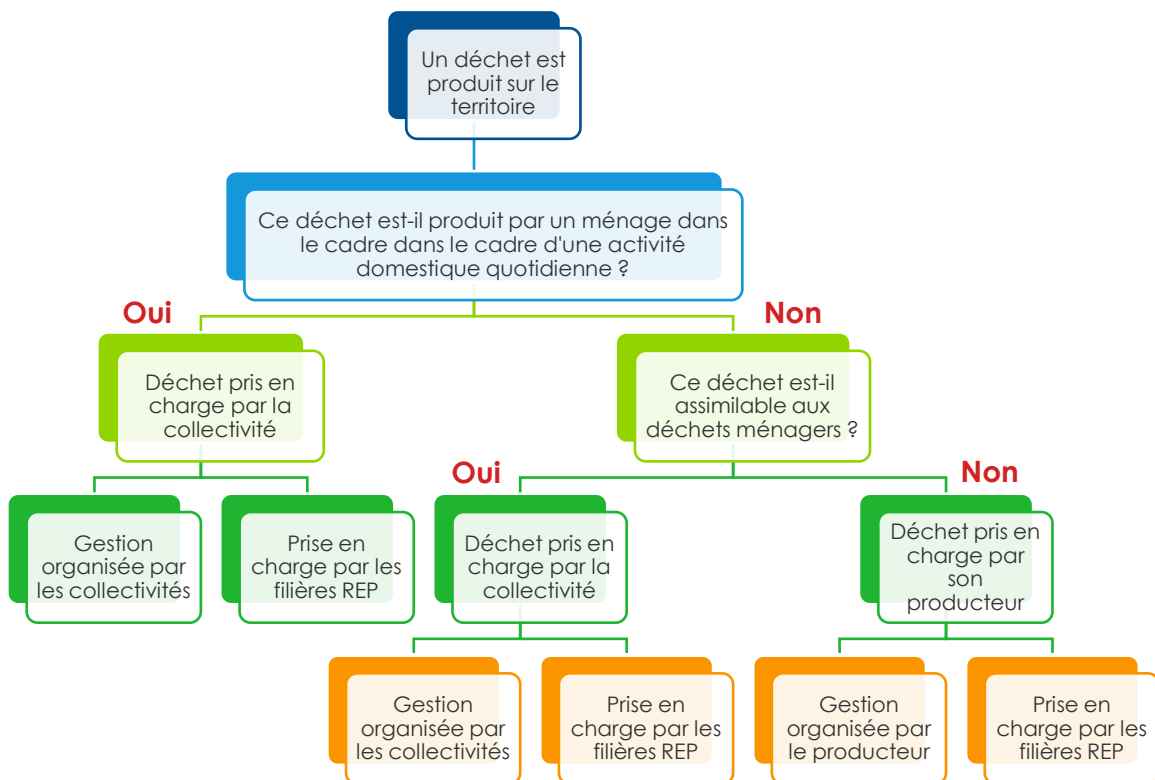 Un déchet est
produit sur le
territoire
Ce déchet est-il produit par un ménage dans
le cadre dans le cadre d'une activité
domestique quotidienne ?
Oui
Non
Déchet pris en
charge par la
collectivité
Ce déchet est-il
assimilable aux
déchets ménagers ?
Oui
Non
Gestion
organisée par
les collectivités
Prise en
charge par les
filières REP
Déchet pris en
charge par la
collectivité
Déchet pris en
charge par
son
producteur
Gestion
organisée par
les collectivités
Prise en
charge par les
filières REP
Gestion
organisée par
le producteur
Prise en
charge par les
filières REP